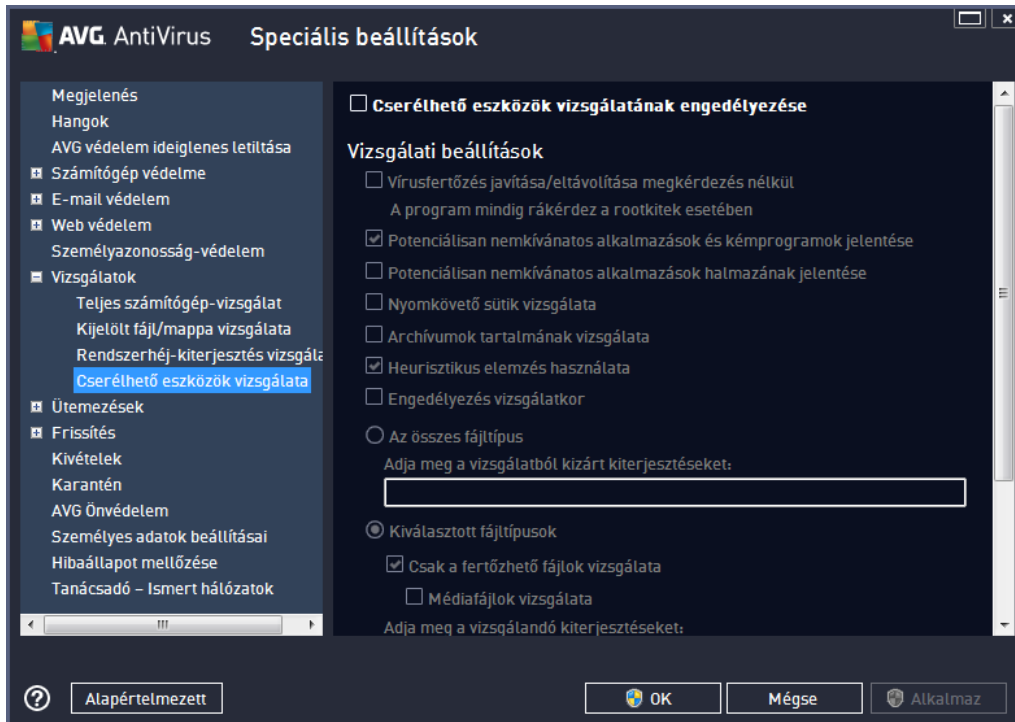 AVG AntiVirus Speciális beállítások
Megjelenés
Hangok
AVG védelem ideiglenes letiltása
Számítógép védelme
E-mail védelem
Web védelem
Személyazonosság-védelem
Vizsgálatok
Teljes számítógép-vizsgálat
Kijelölt fájl/mappa vizsgálata
Rendszerhéj-kiterjesztés vizsgála
Cserélhető eszközök vizsgálata
Ütemezések
Frissítés
Kivételek
Karantén
AVG Önvédelem
Személyes adatok beállításai
Hibaállapot mellőzése
Tanácsadó – Ismert hálózatok
Cserélhető eszközök vizsgálatának engedélyezése
Vizsgálati beállítások
Vírusfertőzés javítása/eltávolítása megkérdezés nélkül
A program mindig rákérdez a rootkitek esetében
Potenciálisan nemkívánatos alkalmazások és kémprogramok jelentése
Potenciálisan nemkívánatos alkalmazások halmazának jelentése
Nyomkövető sütik vizsgálata
Archívumok tartalmának vizsgálata
Heurisztikus elemzés használata
Engedélyezés vizsgálatkor
Az összes fájltípus
Adja meg a vizsgálatból kizárt kiterjesztéseket:
Kiválasztott fájltípusok
Csak a fertőzhető fájlok vizsgálata
Médiafájlok vizsgálata
Adja meg a vizsgálandó kiterjesztéseket:
Alapértelmezett
OK
Mégse
Alkalmaz